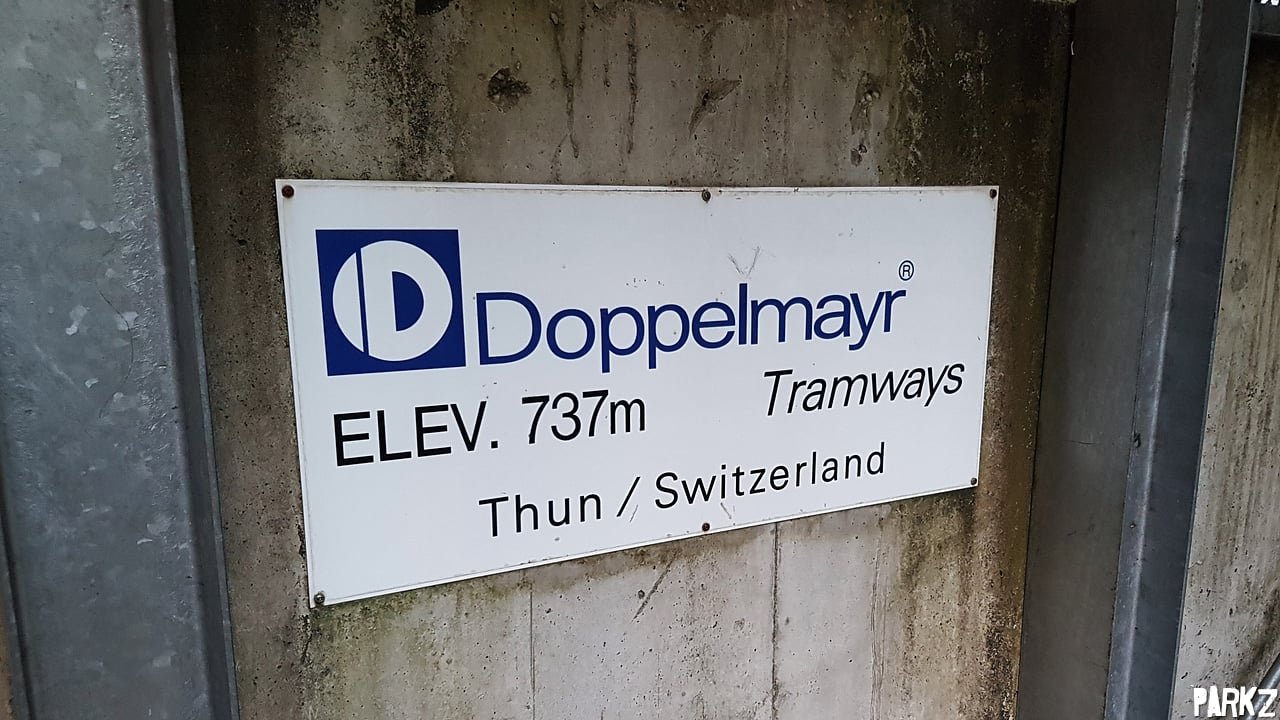 D
Doppelmayr®
ELEV. 737m
Tramways
Thun / Switzerland
PARKZ